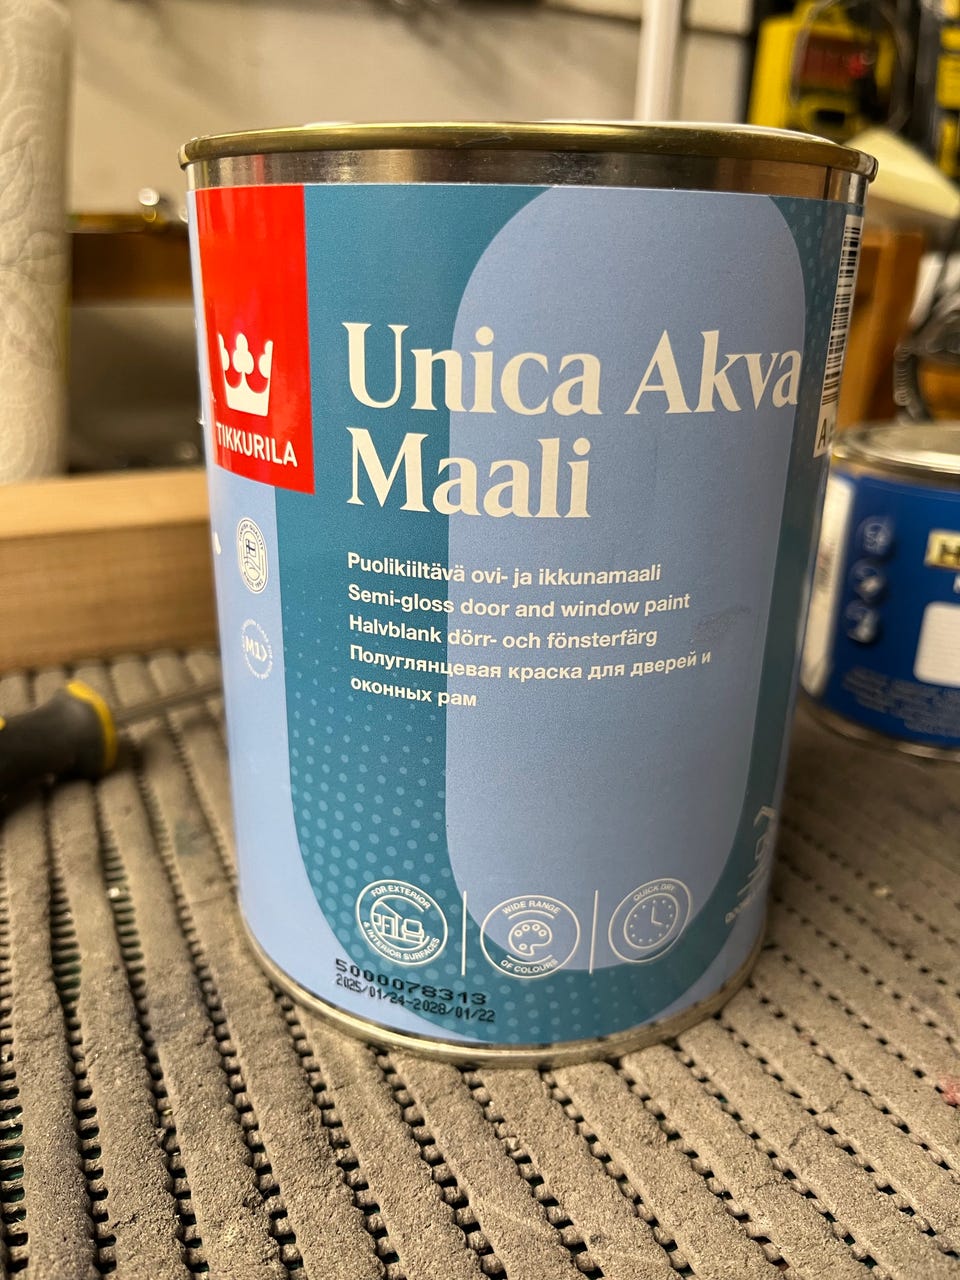 TIKKURILA
Unica Akva
Maali
Puolikiiltävä ovi- ja ikkunamaali
Semi-gloss door and window paint
Halvblank dörr- och fönsterfärg
Полуглянцевая краска для дверей и
оконных рам
M1
FOR EXTERIOR
& INTERIOR SURFACES
WIDE RANGE
OF COLOURS
QUICK DRY
5000078313
2025/01/24-2028/01/22
A
H